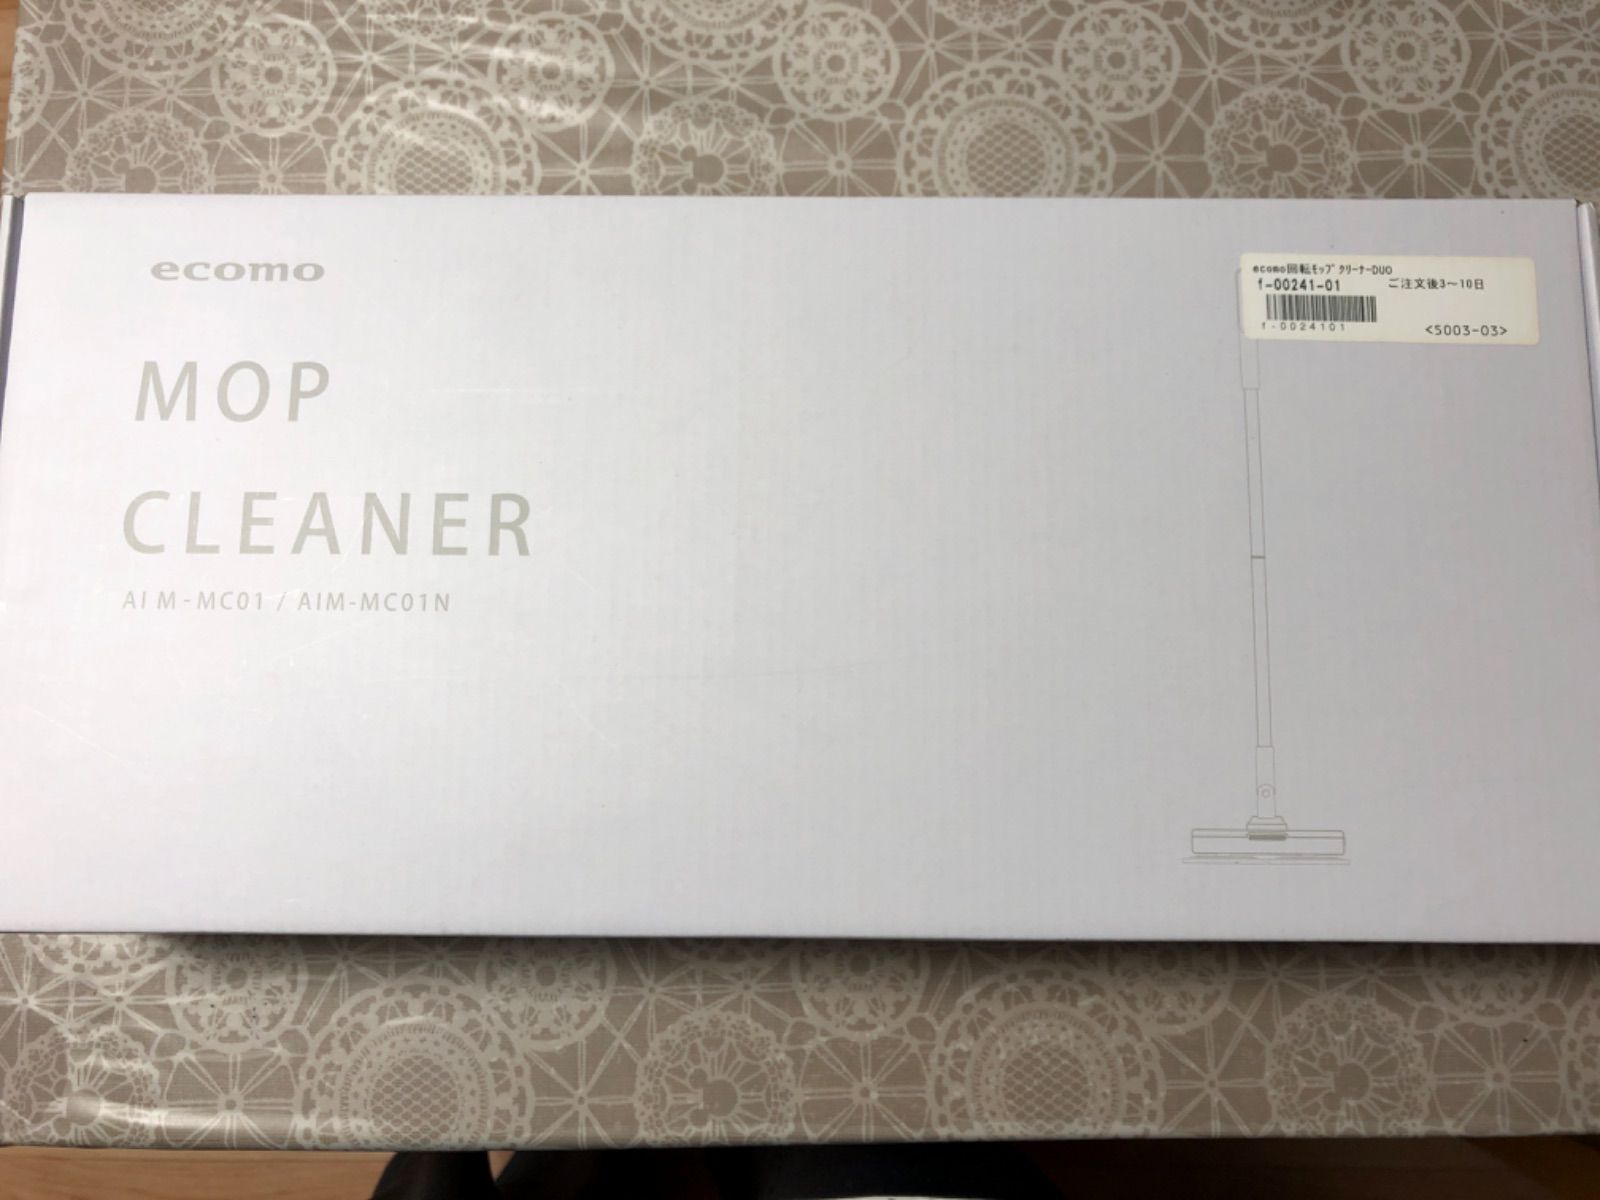 ecomo
MOP
CLEANER
AIM-MC01 / AIM-MC01N
ecomo回転ﾓｯﾌﾟｸﾘｰﾅｰDUO
f-00241-01 ご注文後3～10日
f-0024101
<5003-03>